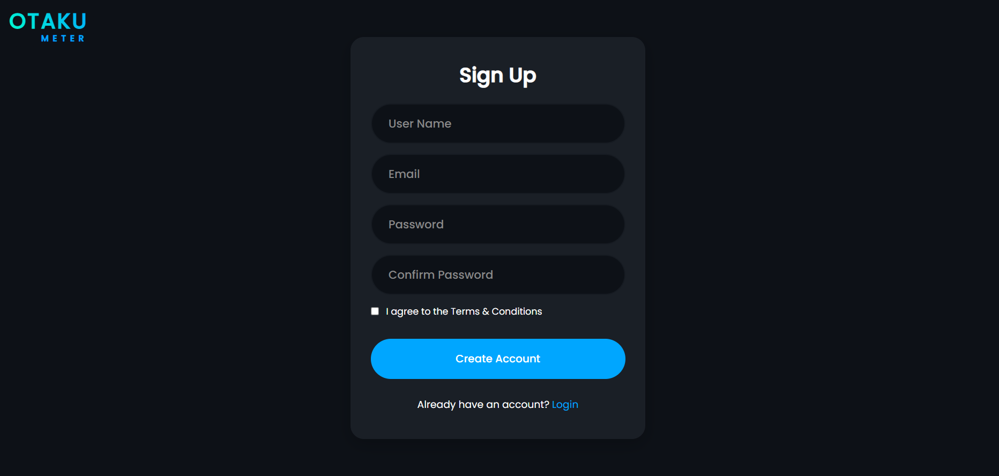 OTAKU
METER
Sign Up
User Name
Email
Password
Confirm Password
I agree to the Terms & Conditions
Create Account
Already have an account? Login